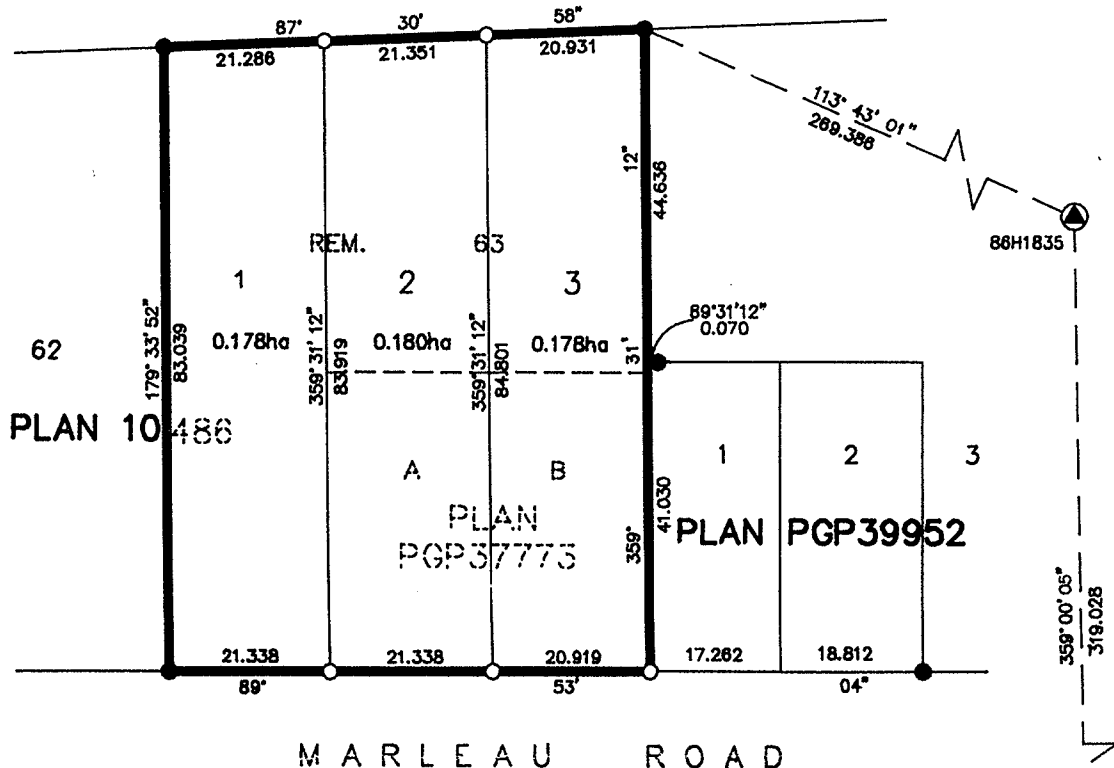 87° 30' 58"
21.286 21.351 20.931
113° 43' 01"
269.386
12"
44.636
86H1835
REM. 63
1 2 3
89°31'12"
0.070
0.178ha 0.180ha 0.178ha
62
179° 33' 52"
83.039
359° 31' 12"
83.919
359° 31' 12"
84.801
31'
PLAN 10486
A B
1 2 3
PLAN
PGP37773
41.030
359°
PLAN PGP39952
359° 00' 05"
319.028
21.338 21.338 20.919 17.262 18.812
89° 53' 04"
MARLEAU ROAD